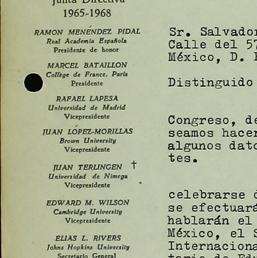 Junta Directiva
1965-1968
RAMON MENENDEZ PIDAL
Real Academia Española
Presidente de honor
MARCEL BATAILLON
Collège de France, Paris
Presidente
RAFAEL LAPESA
Universidad de Madrid
Vicepresidente
JUAN LOPEZ-MORILLAS
Brown University
Vicepresidente
JUAN TERLINGEN †
Universidad de Nimega
Vicepresidente
EDWARD M. WILSON
Cambridge University
Vicepresidente
ELIAS L. RIVERS
Johns Hopkins University
Secretario General
Sr. Salvador
Calle del 57
México, D.
Distinguido
Congreso, de
seamos hacer
algunos dato
tes.
celebrarse
se efectuar
hablarán el
México, el S
Internaciona